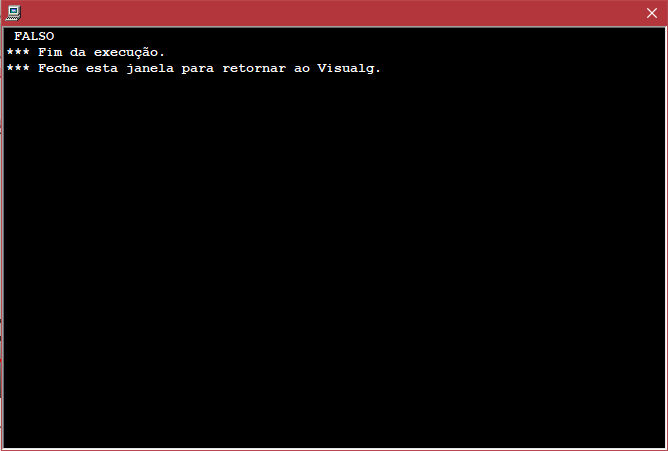 FALSO
*** Fim da execução.
*** Feche esta janela para retornar ao Visualg.